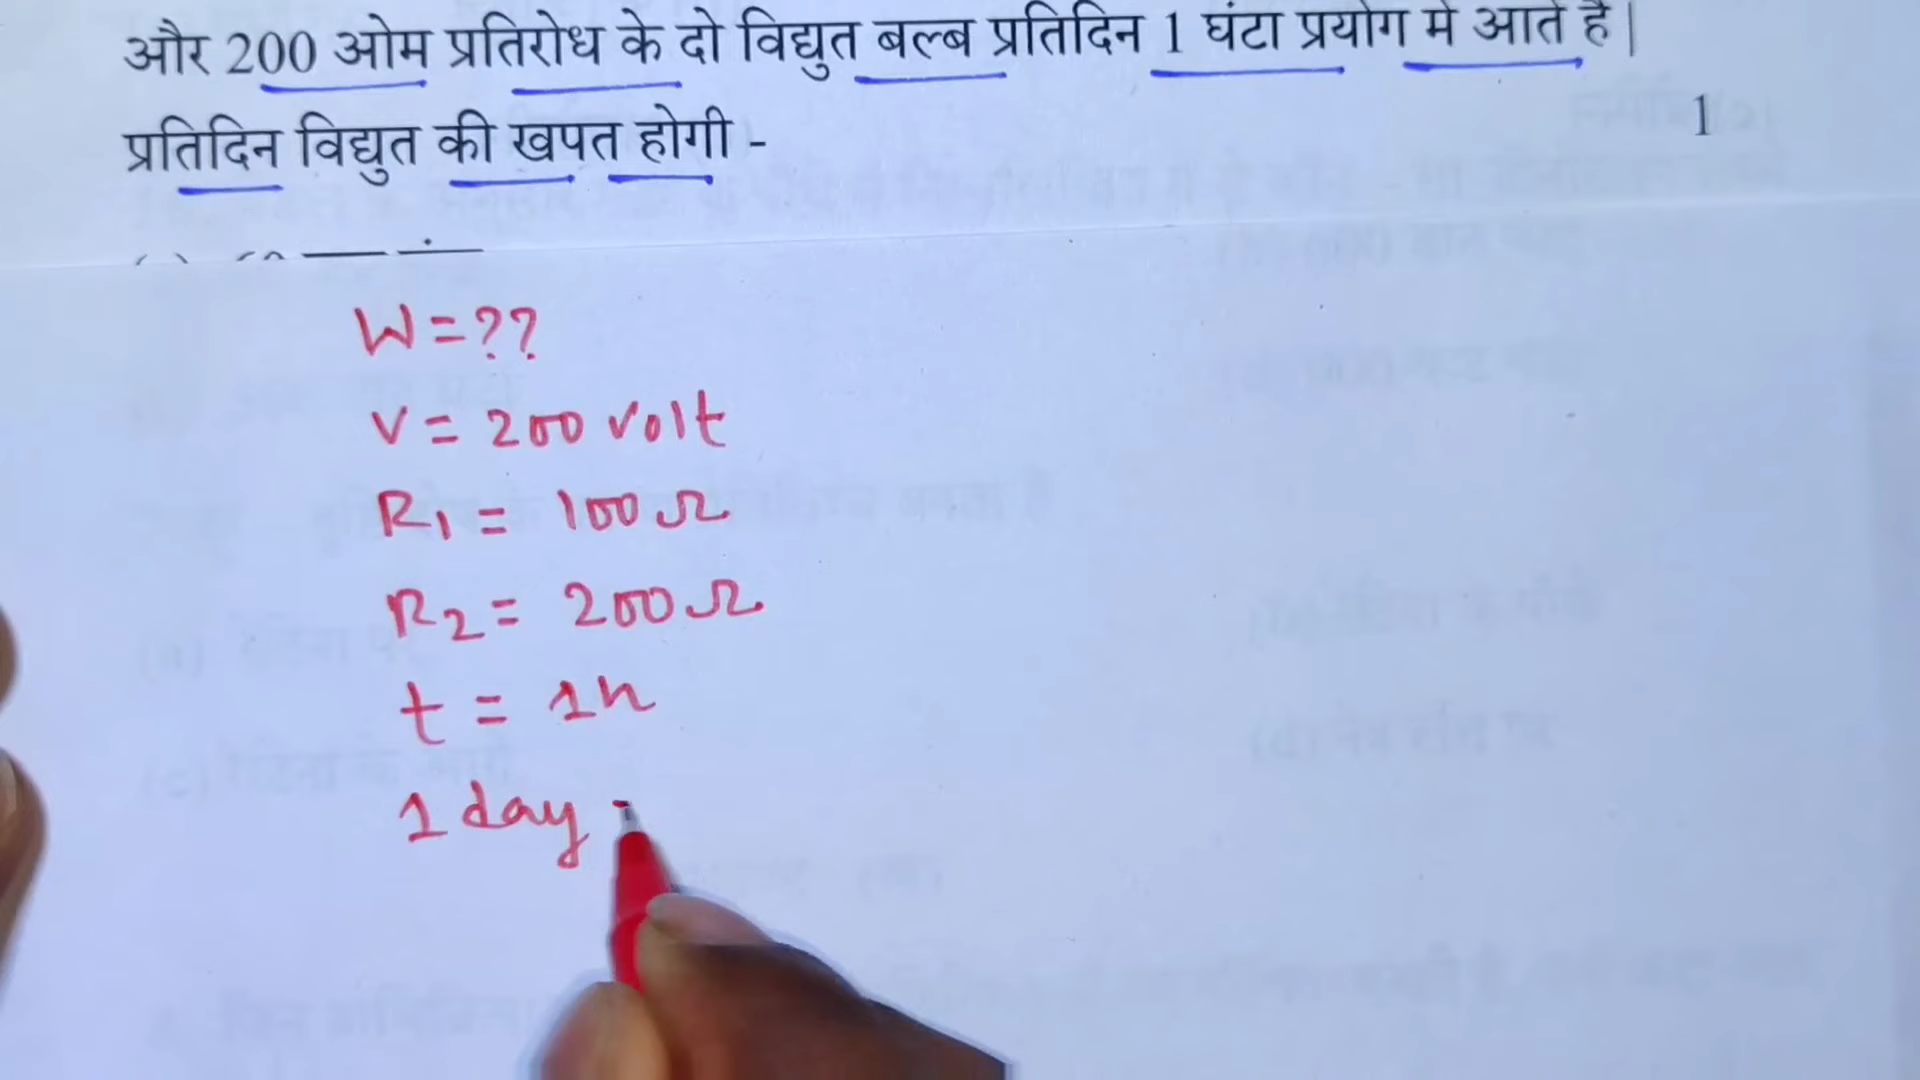 और 200 ओम प्रतिरोध के दो विद्युत बल्ब प्रतिदिन 1 घंटा प्रयोग में आते है |
प्रतिदिन विद्युत की खपत होगी -
1
W = ??
V = 200 volt
R1 = 100 Ω
R2 = 200 Ω
t = 1h
1 day